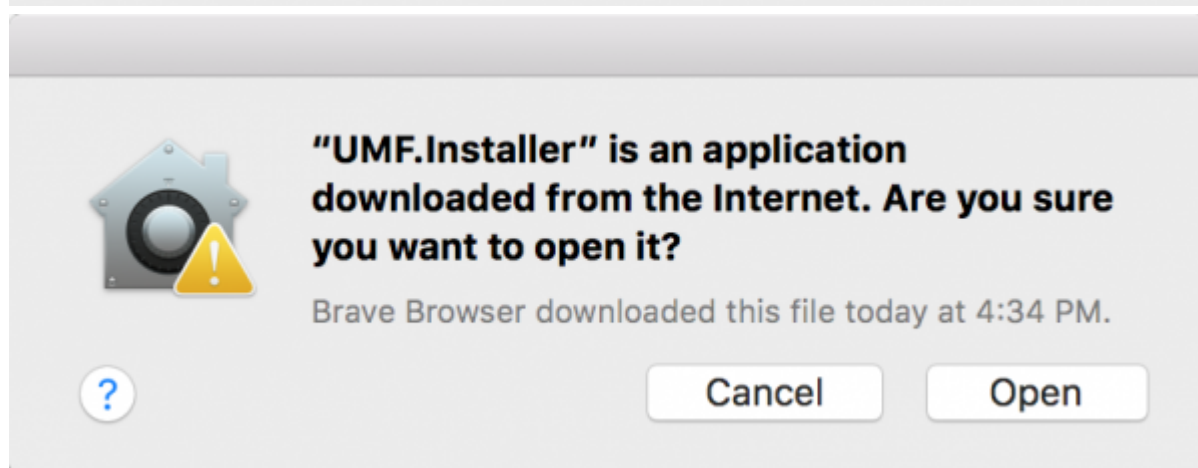 "UMF.Installer" is an application
downloaded from the Internet. Are you sure
you want to open it?
Brave Browser downloaded this file today at 4:34 PM.
?
Cancel
Open